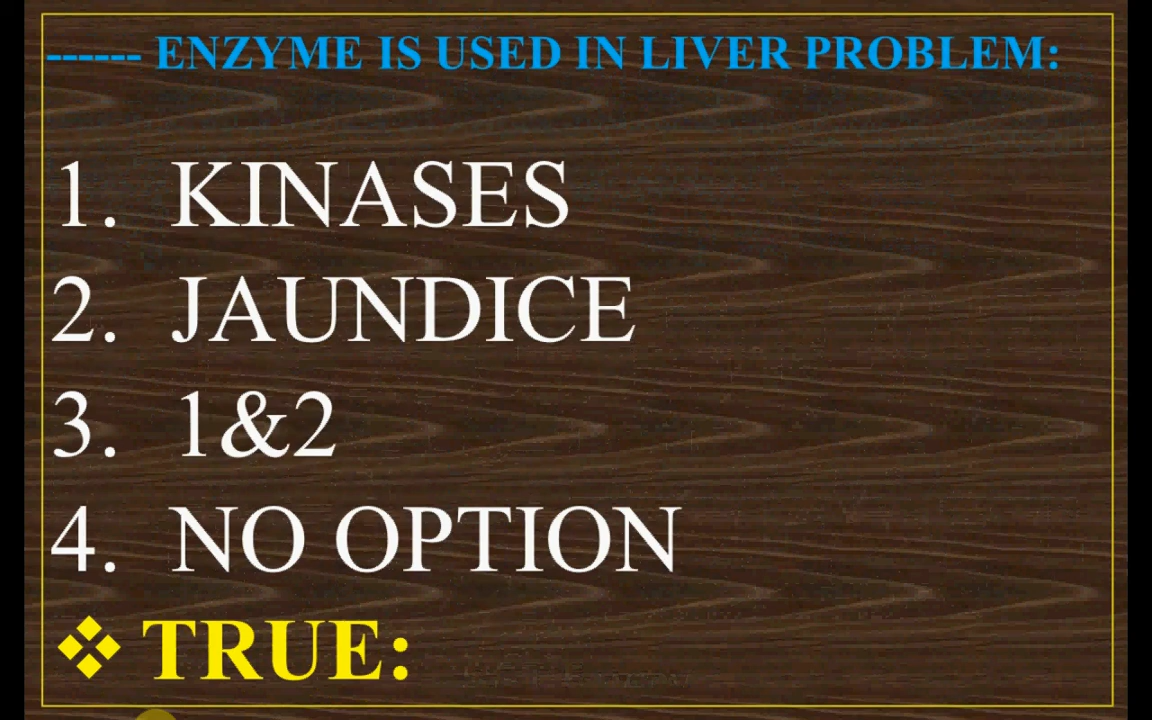 ------ ENZYME IS USED IN LIVER PROBLEM:
1. KINASES
2. JAUNDICE
3. 1&2
4. NO OPTION
❖ TRUE: